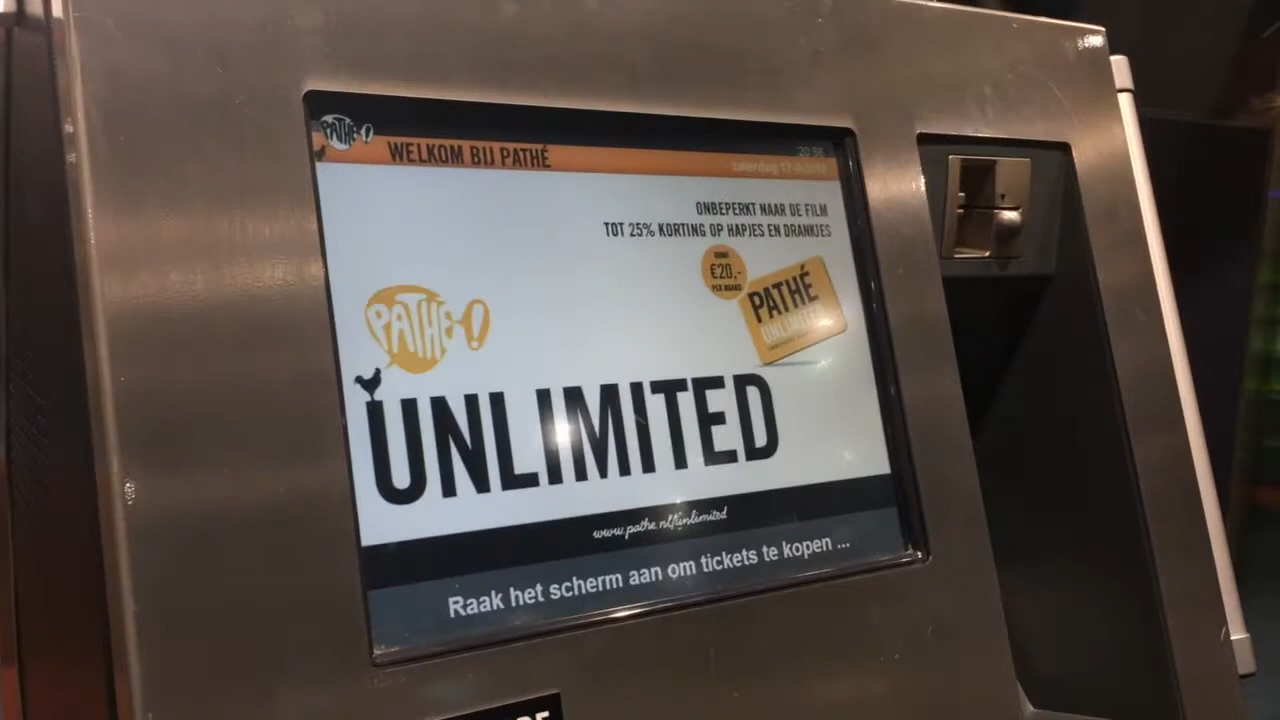 PATHÉ!
WELKOM BIJ PATHÉ
20:56
zaterdag
ONBEPERKT NAAR DE FILM
TOT 25% KORTING OP HAPJES EN DRANKJES
€20,-
PER MAAND
PATHÉ
UNLIMITED
PATHÉ!
UNLIMITED
www.pathe.nl/unlimited
Raak het scherm aan om tickets te kopen ...